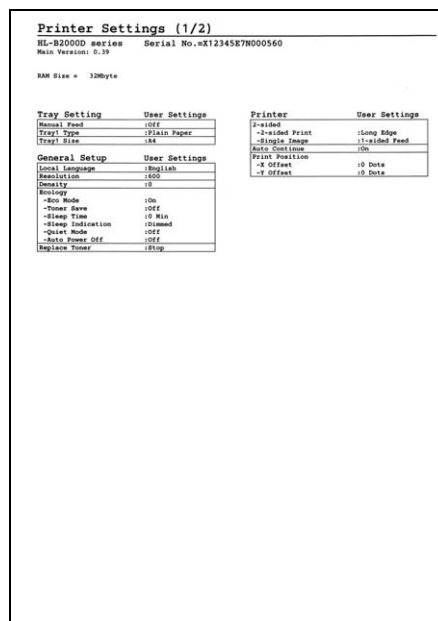 Printer Settings (1/2)
HL-B2000D series Serial No.=X12345E7N000560
Main Version: 0.39
RAM Size = 32Mbyte
Tray Setting User Settings
Manual Feed :Off
Tray1 Type :Plain Paper
Tray1 Size :A4
General Setup User Settings
Local Language :English
Resolution :600
Density :0
Ecology
-Eco Mode :On
-Toner Save :Off
-Sleep Time :0 Min
-Sleep Indication :Dimmed
-Quiet Mode :Off
-Auto Power Off :Off
Replace Toner :Stop
Printer User Settings
2-sided
-2-sided Print :Long Edge
-Single Image :1-sided Feed
Auto Continue :On
Print Position
-X Offset :0 Dots
-Y Offset :0 Dots